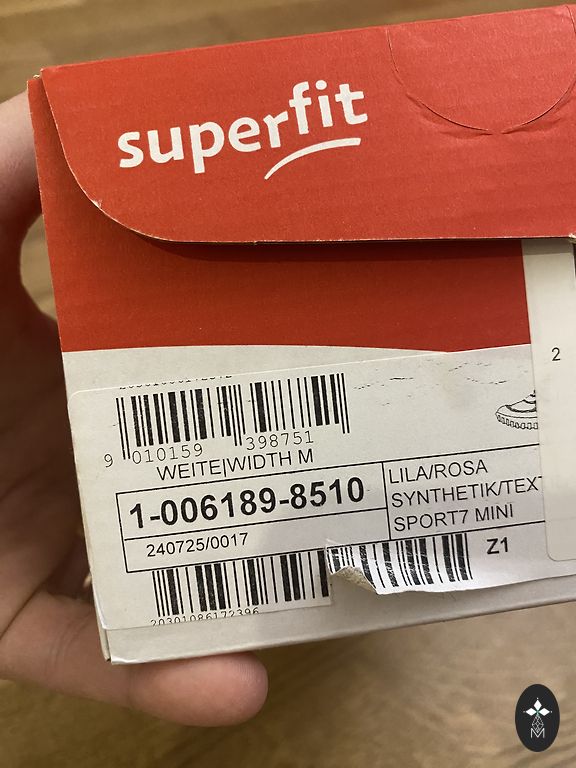 superfit
2
9 010159 398751
WEITE|WIDTH M
1-006189-8510
LILA/ROSA
SYNTHETIK/TEXT
SPORT7 MINI
240725/0017
Z1
20301086172396
M